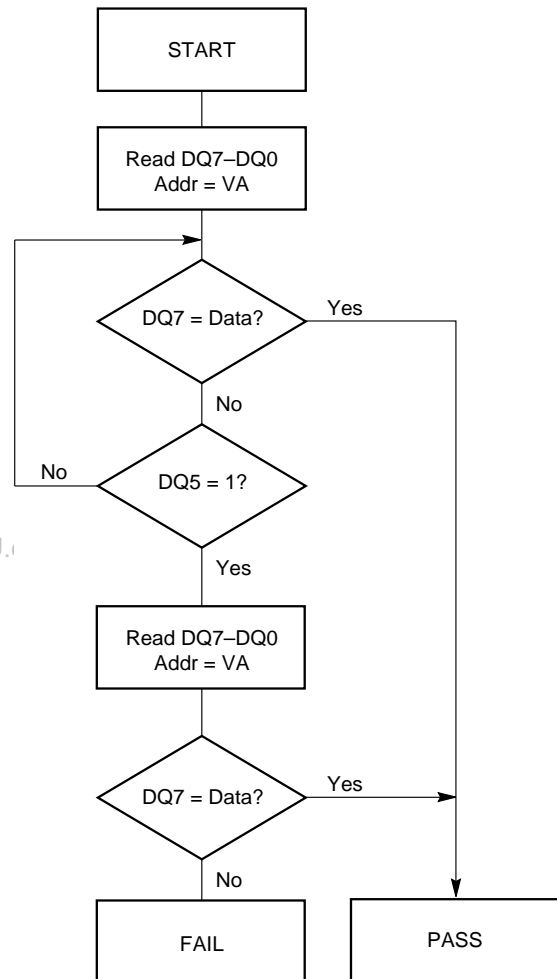 START
Read DQ7–DQ0
Addr = VA
DQ7 = Data?
Yes
No
No
DQ5 = 1?
Yes
Read DQ7–DQ0
Addr = VA
DQ7 = Data?
Yes
No
FAIL
PASS